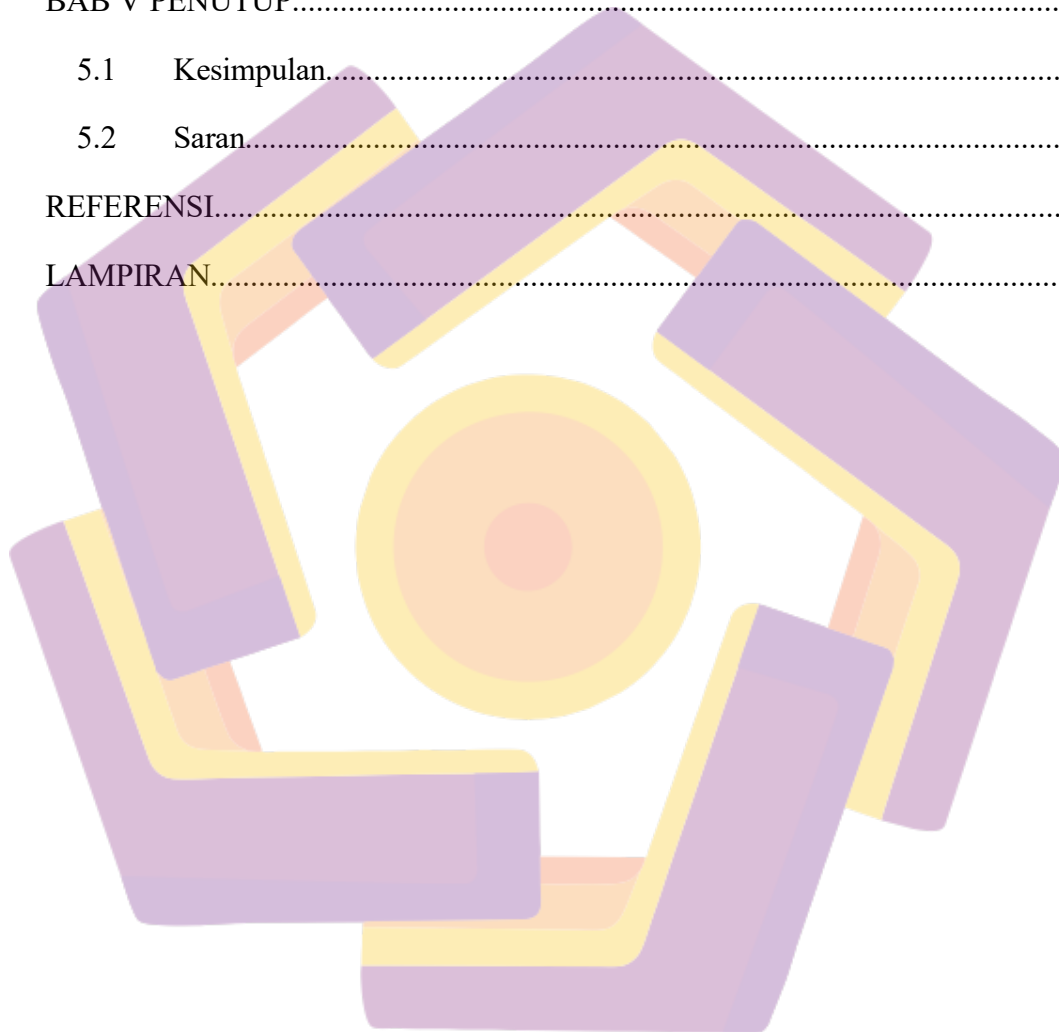 BAB V PENUTUP..........................................................................................
5.1 Kesimpulan..........................................................................................
5.2 Saran..........................................................................................
REFERENSI..........................................................................................
LAMPIRAN..........................................................................................